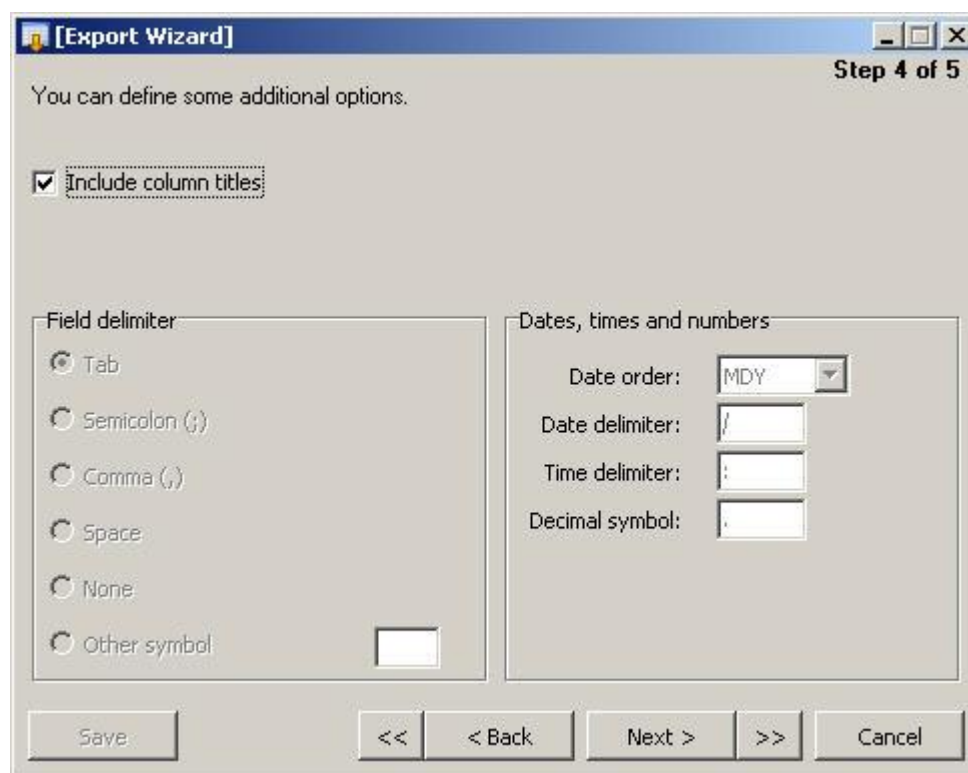 [Export Wizard]
Step 4 of 5
You can define some additional options.
Include column titles
Field delimiter
Tab
Semicolon (;)
Comma (,)
Space
None
Other symbol
Dates, times and numbers
Date order: MDY
Date delimiter: /
Time delimiter: :
Decimal symbol: .
Save << < Back Next > >> Cancel